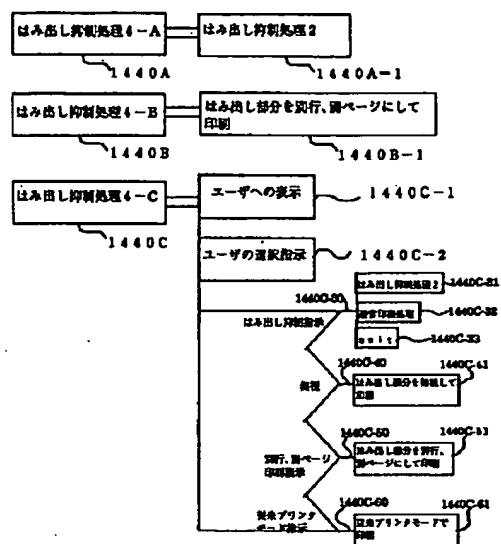 はみ出し抑制処理4-A
はみ出し抑制処理2
1440A
1440A-1
はみ出し抑制処理4-B
はみ出し部分を別行、別ページにして
印刷
1440B
1440B-1
はみ出し抑制処理4-C
ユーザへの表示
1440C-1
1440C
ユーザの選択指示
1440C-2
はみ出し抑制処理2
1440C-31
1440C-30
はみ出し抑制指示
通常印刷処理
1440C-32
exit
1440C-33
無視
1440C-40
はみ出し部分を無視して
印刷
1440C-41
別行、別ページ
印刷指示
1440C-50
はみ出し部分を別行、
別ページにして印刷
1440C-51
従来プリンタ
モード指示
1440C-60
従来プリンタモードで
印刷
1440C-61